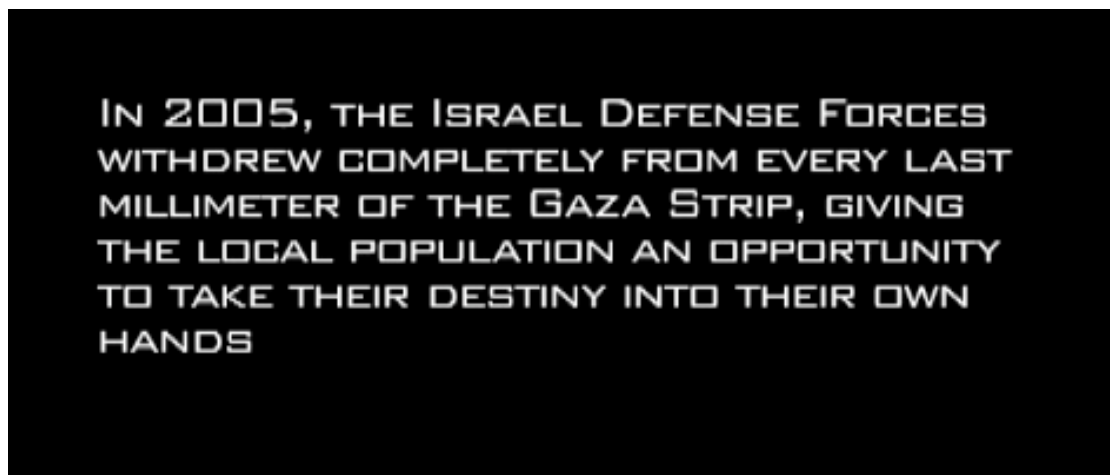 In 2005, the Israel Defense Forces
withdrew completely from every last
millimeter of the Gaza Strip, giving
the local population an opportunity
to take their destiny into their own
hands